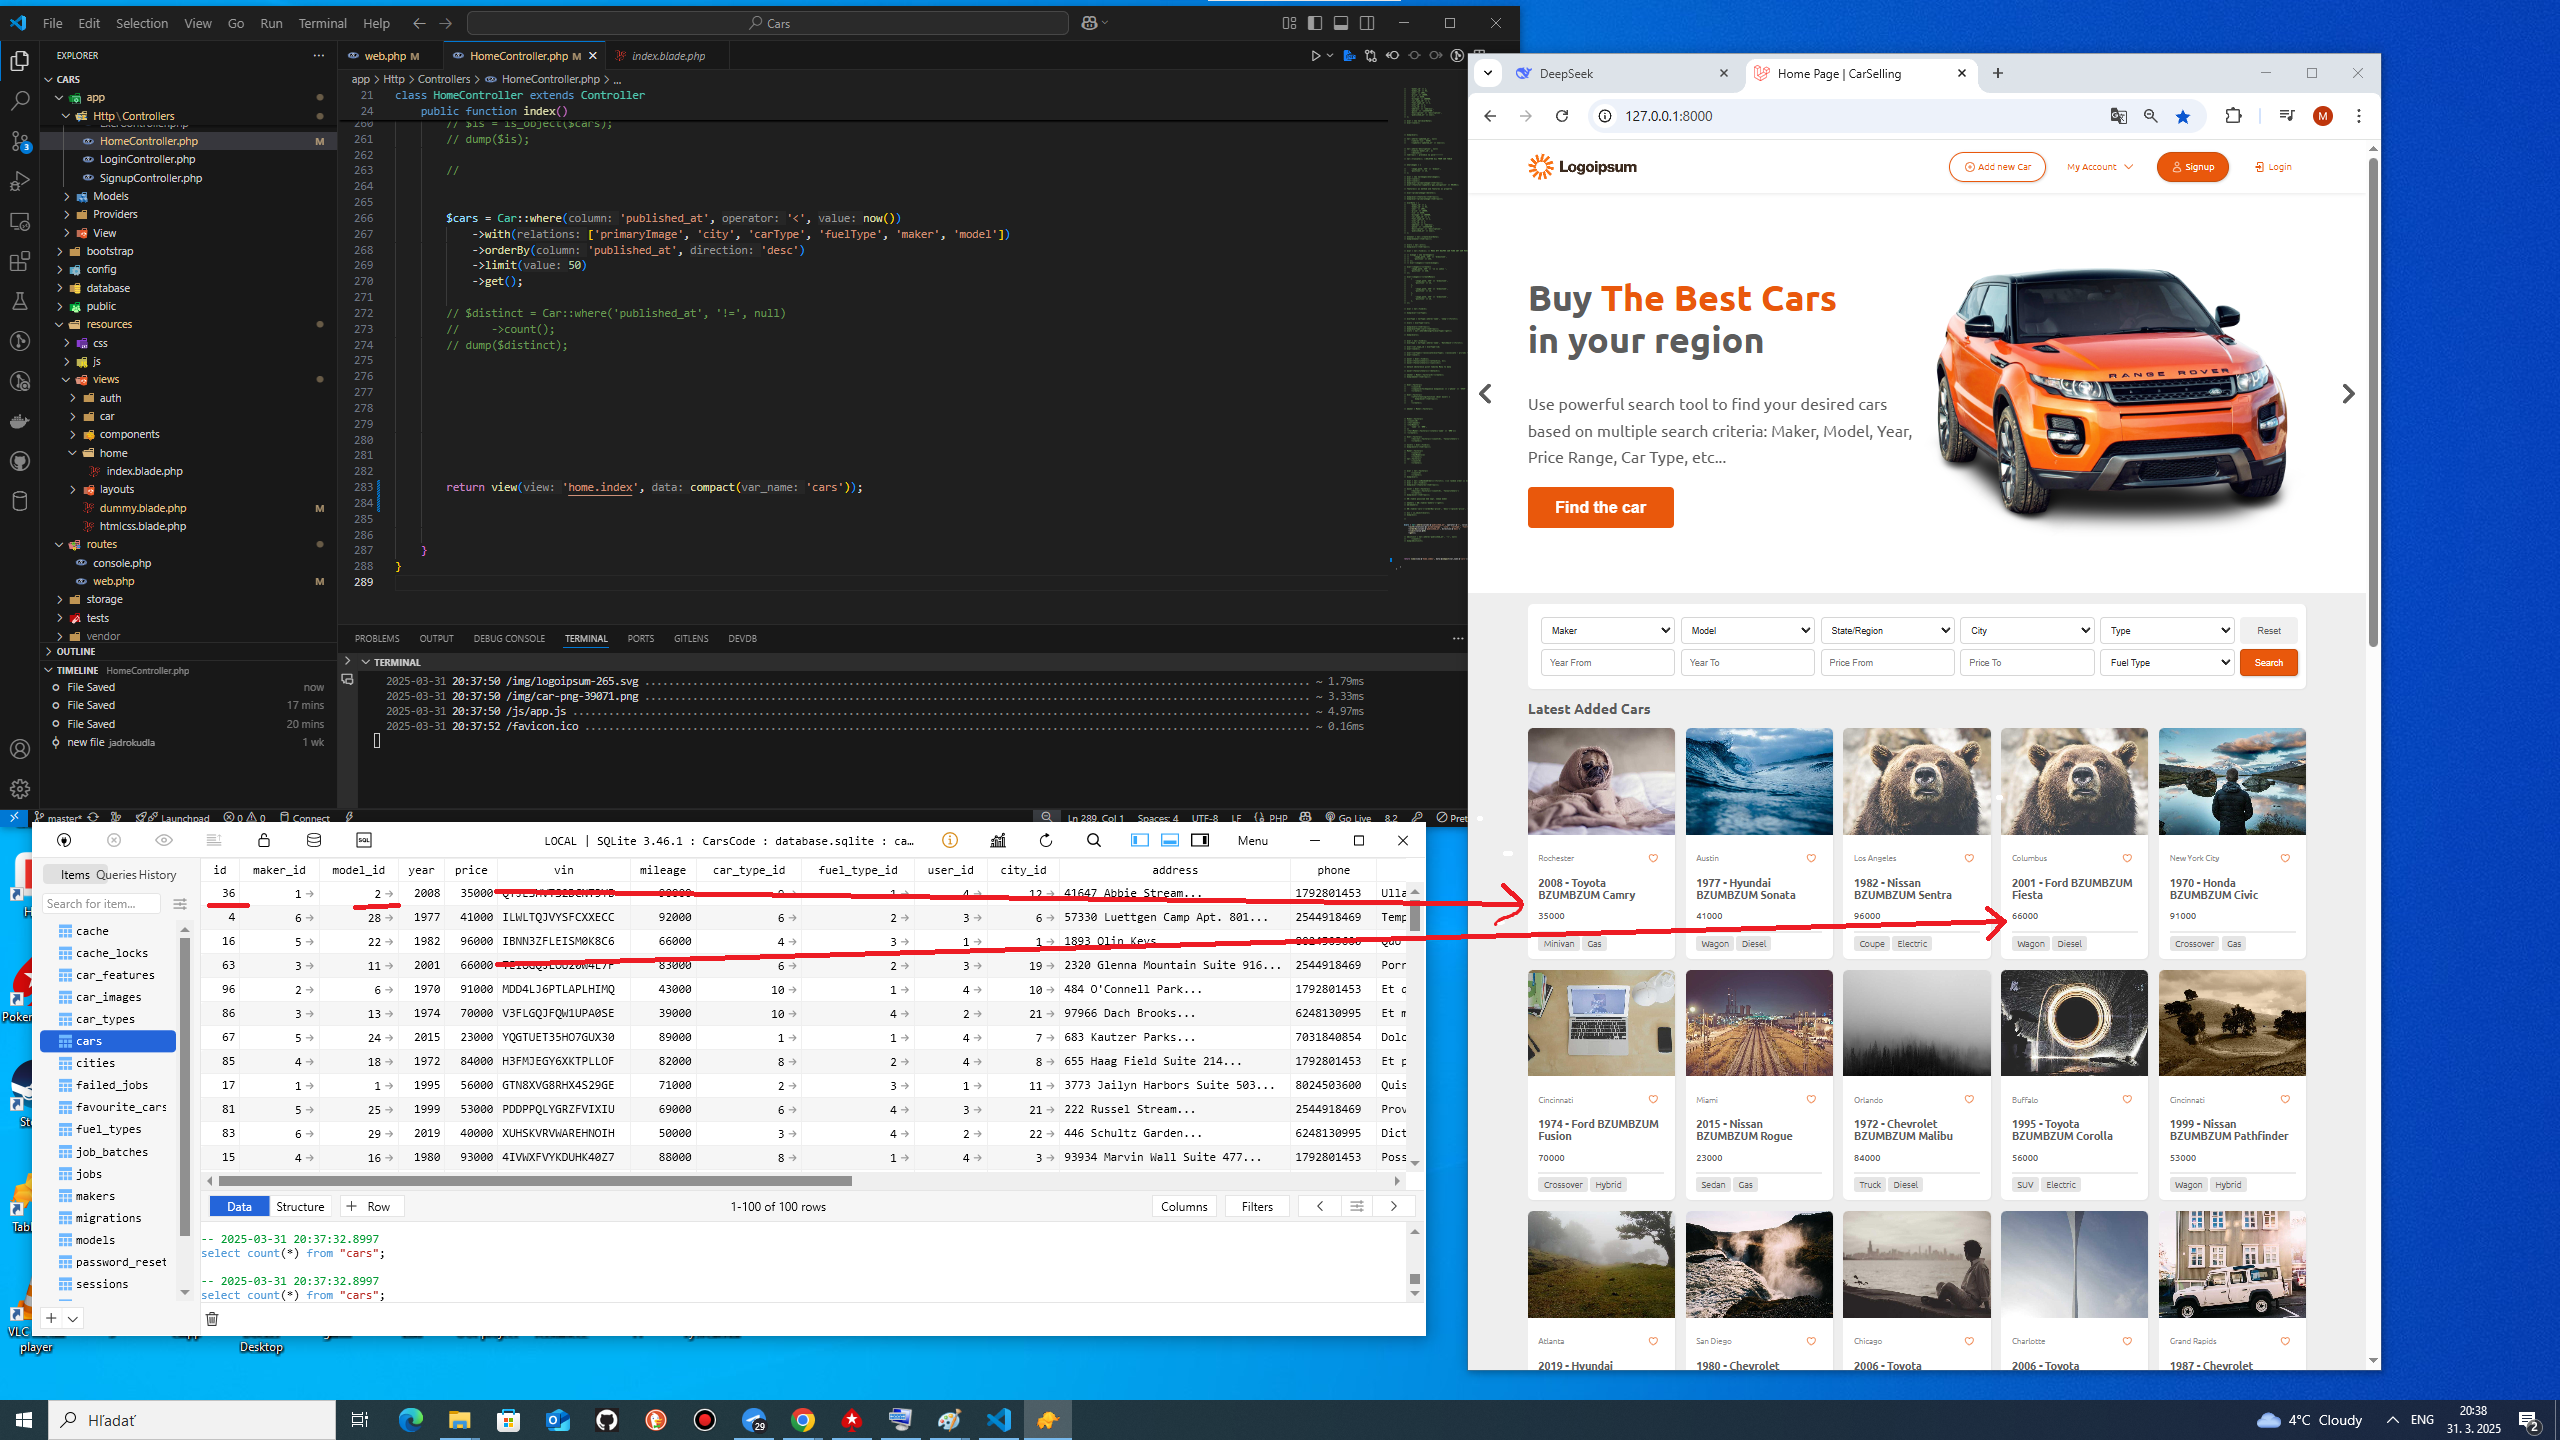 File Edit Selection View Go Run Terminal Help
Cars
EXPLORER
CARS
app
Http\Controllers
HomeController.php M
LoginController.php
SignupController.php
Models
Providers
View
bootstrap
config
database
public
resources
css
js
views
auth
car
components
home
index.blade.php
layouts
dummy.blade.php M
htmlcss.blade.php
routes
console.php
web.php M
storage
tests
vendor
OUTLINE
TIMELINE HomeController.php
File Saved now
File Saved 17 mins
File Saved 20 mins
new file jadrokudla 1 wk
web.php M
HomeController.php M
index.blade.php
app > Http > Controllers > HomeController.php > ...
21 class HomeController extends Controller
24 public function index()
260 // $is = is_object($cars);
261 // dump($is);
262
263 //
264
265
266 $cars = Car::where(column: 'published_at', operator: '<', value: now())
267 ->with(relations: ['primaryImage', 'city', 'carType', 'fuelType', 'maker', 'model'])
268 ->orderBy(column: 'published_at', direction: 'desc')
269 ->limit(value: 50)
270 ->get();
271
272 // $distinct = Car::where('published_at', '!=', null)
273 // ->count();
274 // dump($distinct);
275
276
277
278
279
280
281
282
283 return view(view: 'home.index', data: compact(var_name: 'cars'));
284
285
286
287 }
288 }
289
PROBLEMS OUTPUT DEBUG CONSOLE TERMINAL PORTS GITLENS DEVDB
TERMINAL
2025-03-31 20:37:50 /img/logoipsum-265.svg ~ 1.79ms
2025-03-31 20:37:50 /img/car-png-39071.png ~ 3.33ms
2025-03-31 20:37:50 /js/app.js ~ 4.97ms
2025-03-31 20:37:52 /favicon.ico ~ 0.16ms
master* Launchpad 0 0 Connect Ln 289, Col 1 Spaces: 4 UTF-8 LF PHP Go Live 8.2
LOCAL | SQLite 3.46.1 : CarsCode : database.sqlite : ca...
Menu
Items Queries History
Search for item...
cache
cache_locks
car_features
car_images
car_types
cars
cities
failed_jobs
favourite_cars
fuel_types
job_batches
jobs
makers
migrations
models
password_reset
sessions
id maker_id model_id year price vin mileage car_type_id fuel_type_id user_id city_id address phone
36 1 2 2008 35000 12 41647 Abbie Stream... 1792801453 Ulla
4 6 28 1977 41000 ILWLTQJVYSFCXXECC 92000 6 2 3 6 57330 Luettgen Camp Apt. 801... 2544918469 Temp
16 5 22 1982 96000 IBNN3ZFLEISM0K8C6 66000 4 3 1 1 1893 Olin Keys
63 3 11 2001 66000 83000 6 2 3 19 2320 Glenna Mountain Suite 916... 2544918469 Porr
96 2 6 1970 91000 MDD4LJ6PTLAPLHIMQ 43000 10 1 4 10 484 O'Connell Park... 1792801453
86 3 13 1974 70000 V3FLGQJFQW1UPA0SE 39000 10 4 2 21 97966 Dach Brooks... 6248130995
67 5 24 2015 23000 YQGTUET35HO7GUX30 89000 1 1 4 7 683 Kautzer Parks... 7031840854 Dolo
85 4 18 1972 84000 H3FMJEGY6XKTPLLOF 82000 8 2 4 8 655 Haag Field Suite 214... 1792801453
17 1 1 1995 56000 GTN8XVG8RHX4S29GE 71000 2 3 1 11 3773 Jailyn Harbors Suite 503... 8024503600 Quis
81 5 25 1999 53000 PDDPPQLYGRZFVIXIU 69000 6 4 3 21 222 Russel Stream... 2544918469 Prov
83 6 29 2019 40000 XUHSKVRVWAREHNOIH 50000 3 4 2 22 446 Schultz Garden... 6248130995 Dict
15 4 16 1980 93000 4IVWXFVYKDUHK40Z7 88000 8 1 4 3 93934 Marvin Wall Suite 477... 1792801453 Poss
Data Structure + Row 1-100 of 100 rows Columns Filters
-- 2025-03-31 20:37:32.8997
select count(*) from "cars";
-- 2025-03-31 20:37:32.8997
select count(*) from "cars";
DeepSeek
Home Page | CarSelling
127.0.0.1:8000
M
Logoipsum
Add new Car My Account Signup Login
Buy The Best Cars
in your region
Use powerful search tool to find your desired cars
based on multiple search criteria: Maker, Model, Year,
Price Range, Car Type, etc...
Find the car
RANGE ROVER
Maker Model State/Region City Type Reset
Year From Year To Price From Price To Fuel Type Search
Latest Added Cars
Rochester
2008 - Toyota
BZUMBZUM Camry
35000
Minivan Gas
Austin
1977 - Hyundai
BZUMBZUM Sonata
41000
Wagon Diesel
Los Angeles
1982 - Nissan
BZUMBZUM Sentra
96000
Coupe Electric
Columbus
2001 - Ford BZUMBZUM
Fiesta
66000
Wagon Diesel
New York City
1970 - Honda
BZUMBZUM Civic
91000
Crossover Gas
Cincinnati
1974 - Ford BZUMBZUM
Fusion
70000
Crossover Hybrid
Miami
2015 - Nissan
BZUMBZUM Rogue
23000
Sedan Gas
Orlando
1972 - Chevrolet
BZUMBZUM Malibu
84000
Truck Diesel
Buffalo
1995 - Toyota
BZUMBZUM Corolla
56000
SUV Electric
Cincinnati
1999 - Nissan
BZUMBZUM Pathfinder
53000
Wagon Hybrid
Atlanta
2019 - Hyundai
San Diego
1980 - Chevrolet
Chicago
2006 - Toyota
Charlotte
2006 - Toyota
Grand Rapids
1987 - Chevrolet
VLC
player
Desktop
Hľadať
29
4°C Cloudy
ENG
20:38
31. 3. 2025
2